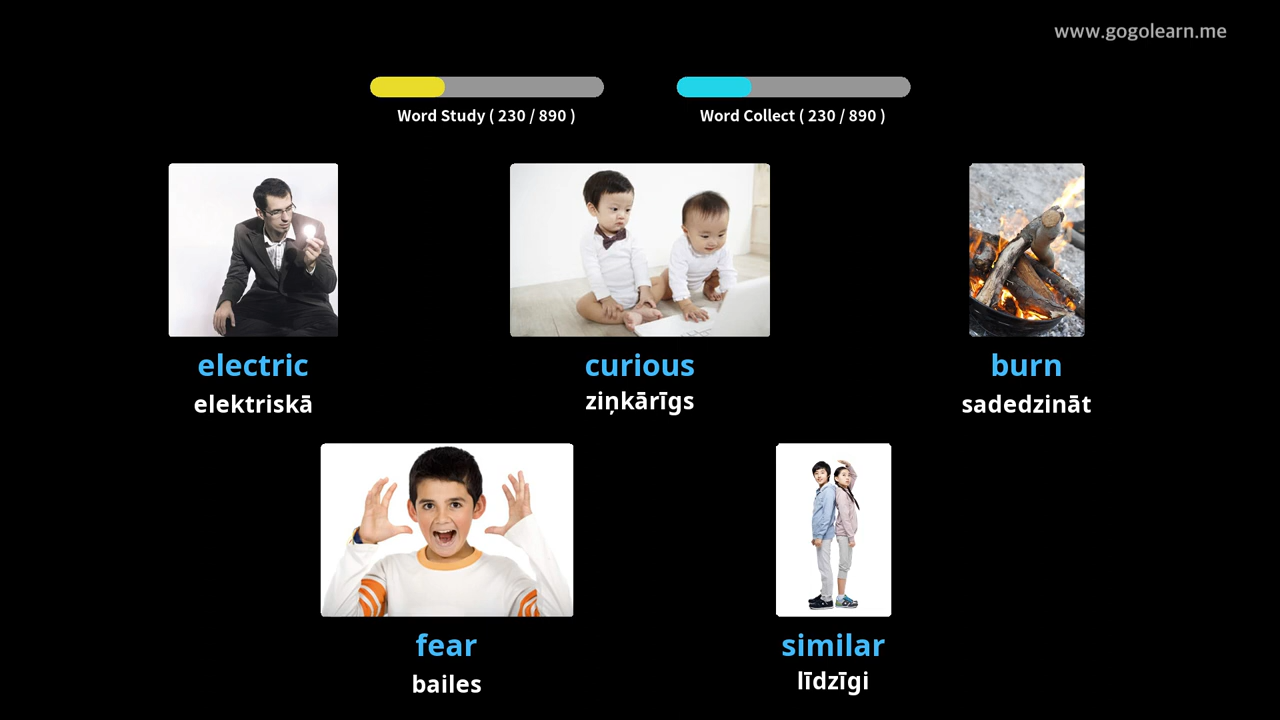 www.gogolearn.me
Word Study ( 230 / 890 )
Word Collect ( 230 / 890 )
electric
elektriskā
curious
ziņkārīgs
burn
sadedzināt
fear
bailes
similar
līdzīgi